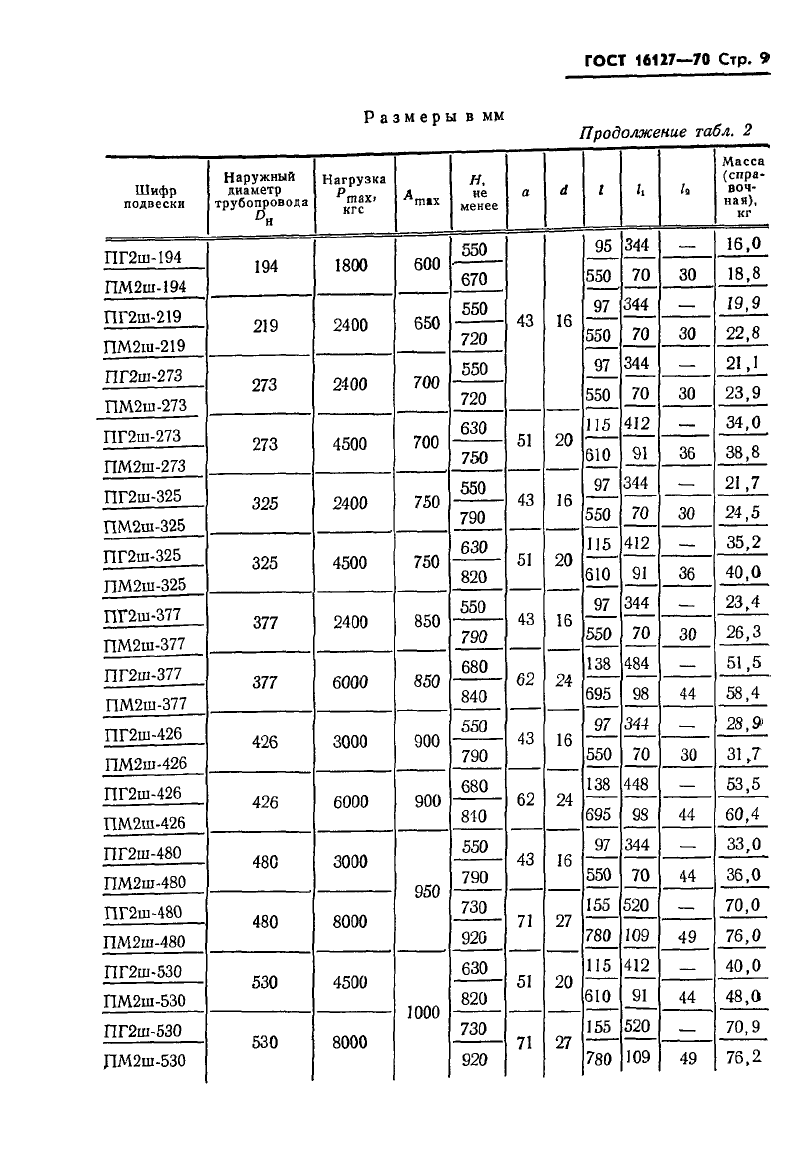 ГОСТ 16127—70 Стр. 9
Размеры в мм
Продолжение табл. 2
Шифр подвески | Наружный диаметр трубопровода Dн | Нагрузка Pmax, кгс | Amax | H, не менее | a | d | l | l₁ | l₂ | Масса (спра-воч-ная), кг
ПГ2ш-194 | 194 | 1800 | 600 | 550 | 43 | 16 | 95 | 344 | — | 16,0
ПМ2ш-194 | 670 | 550 | 70 | 30 | 18,8
ПГ2ш-219 | 219 | 2400 | 650 | 550 | 97 | 344 | — | 19,9
ПМ2ш-219 | 720 | 550 | 70 | 30 | 22,8
ПГ2ш-273 | 273 | 2400 | 700 | 550 | 97 | 344 | — | 21,1
ПМ2ш-273 | 720 | 550 | 70 | 30 | 23,9
ПГ2ш-273 | 273 | 4500 | 700 | 630 | 51 | 20 | 115 | 412 | — | 34,0
ПМ2ш-273 | 750 | 610 | 91 | 36 | 38,8
ПГ2ш-325 | 325 | 2400 | 750 | 550 | 43 | 16 | 97 | 344 | — | 21,7
ПМ2ш-325 | 790 | 550 | 70 | 30 | 24,5
ПГ2ш-325 | 325 | 4500 | 750 | 630 | 51 | 20 | 115 | 412 | — | 35,2
ПМ2ш-325 | 820 | 610 | 91 | 36 | 40,0
ПГ2ш-377 | 377 | 2400 | 850 | 550 | 43 | 16 | 97 | 344 | — | 23,4
ПМ2ш-377 | 790 | 550 | 70 | 30 | 26,3
ПГ2ш-377 | 377 | 6000 | 850 | 680 | 62 | 24 | 138 | 484 | — | 51,5
ПМ2ш-377 | 840 | 695 | 98 | 44 | 58,4
ПГ2ш-426 | 426 | 3000 | 900 | 550 | 43 | 16 | 97 | 344 | — | 28,9
ПМ2ш-426 | 790 | 550 | 70 | 30 | 31,7
ПГ2ш-426 | 426 | 6000 | 900 | 680 | 62 | 24 | 138 | 448 | — | 53,5
ПМ2ш-426 | 840 | 695 | 98 | 44 | 60,4
ПГ2ш-480 | 480 | 3000 | 950 | 550 | 43 | 16 | 97 | 344 | — | 33,0
ПМ2ш-480 | 790 | 550 | 70 | 44 | 36,0
ПГ2ш-480 | 480 | 8000 | 730 | 71 | 27 | 155 | 520 | — | 70,0
ПМ2ш-480 | 920 | 780 | 109 | 49 | 76,0
ПГ2ш-530 | 530 | 4500 | 1000 | 630 | 51 | 20 | 115 | 412 | — | 40,0
ПМ2ш-530 | 820 | 610 | 91 | 44 | 48,0
ПГ2ш-530 | 530 | 8000 | 730 | 71 | 27 | 155 | 520 | — | 70,9
ПМ2ш-530 | 920 | 780 | 109 | 49 | 76,2